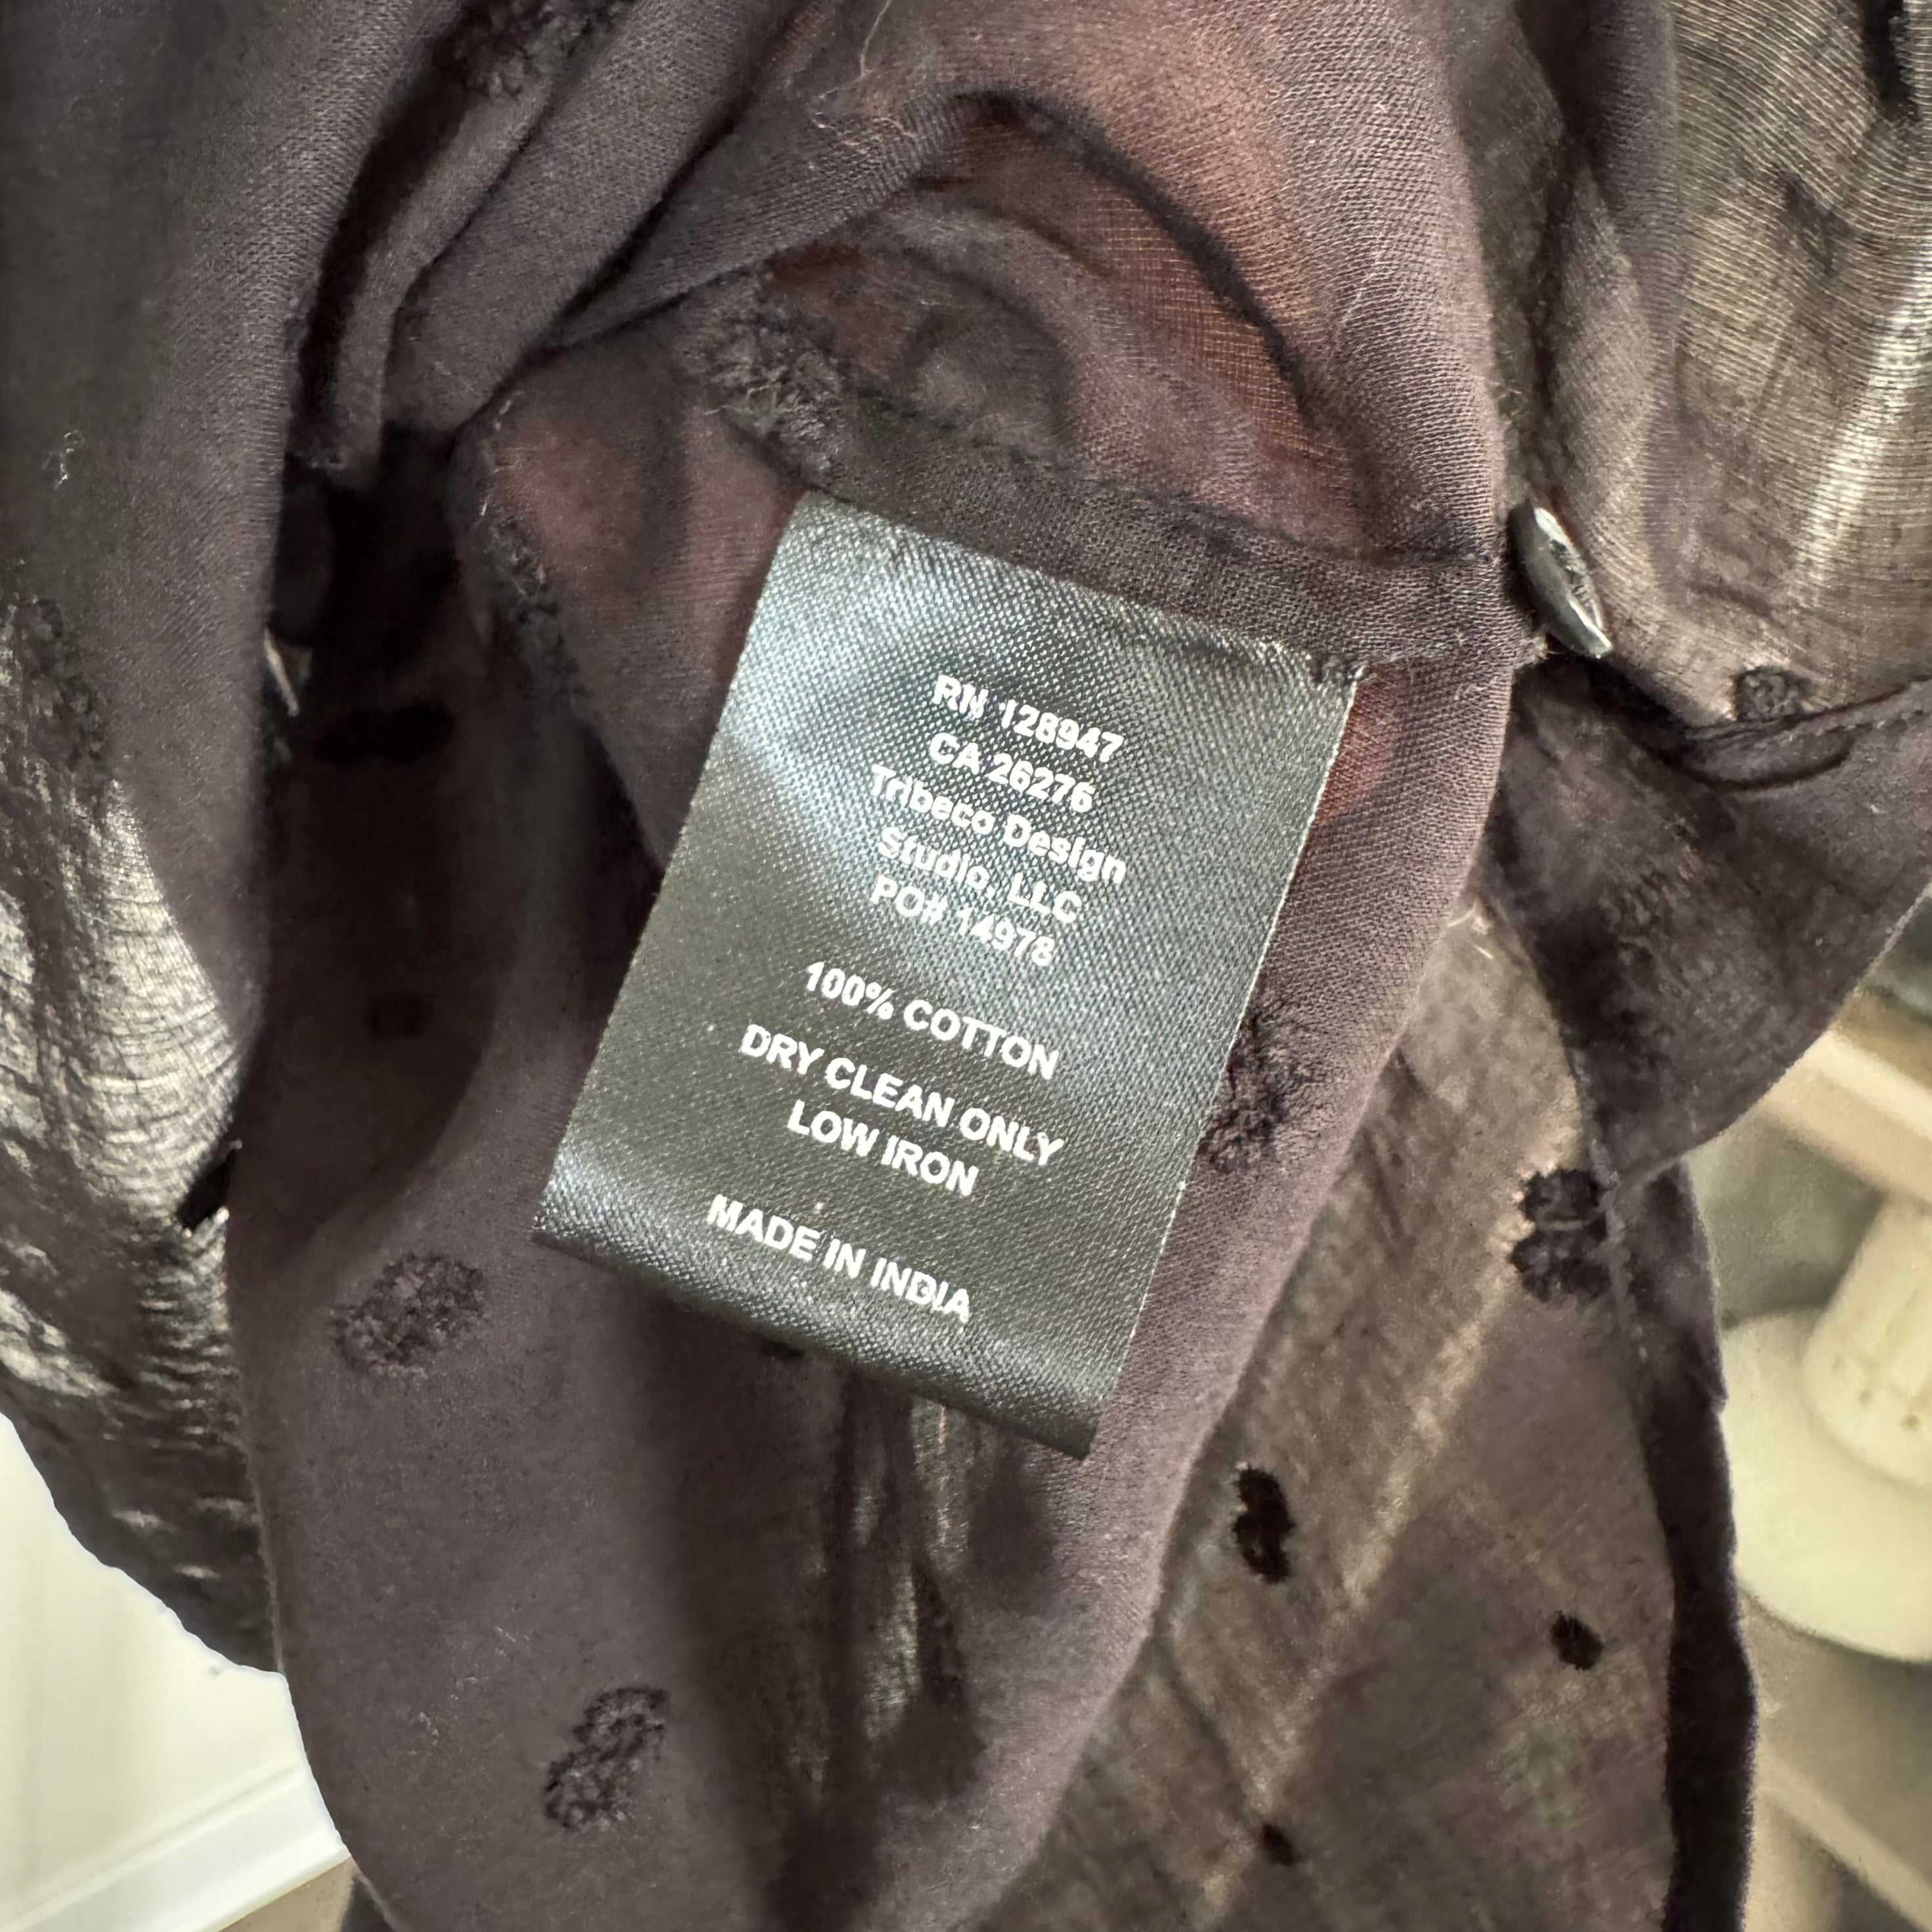 RN 128947
CA 26276
Tribeco Design
Studio, LLC
PO# 14978
100% COTTON
DRY CLEAN ONLY
LOW IRON
MADE IN INDIA